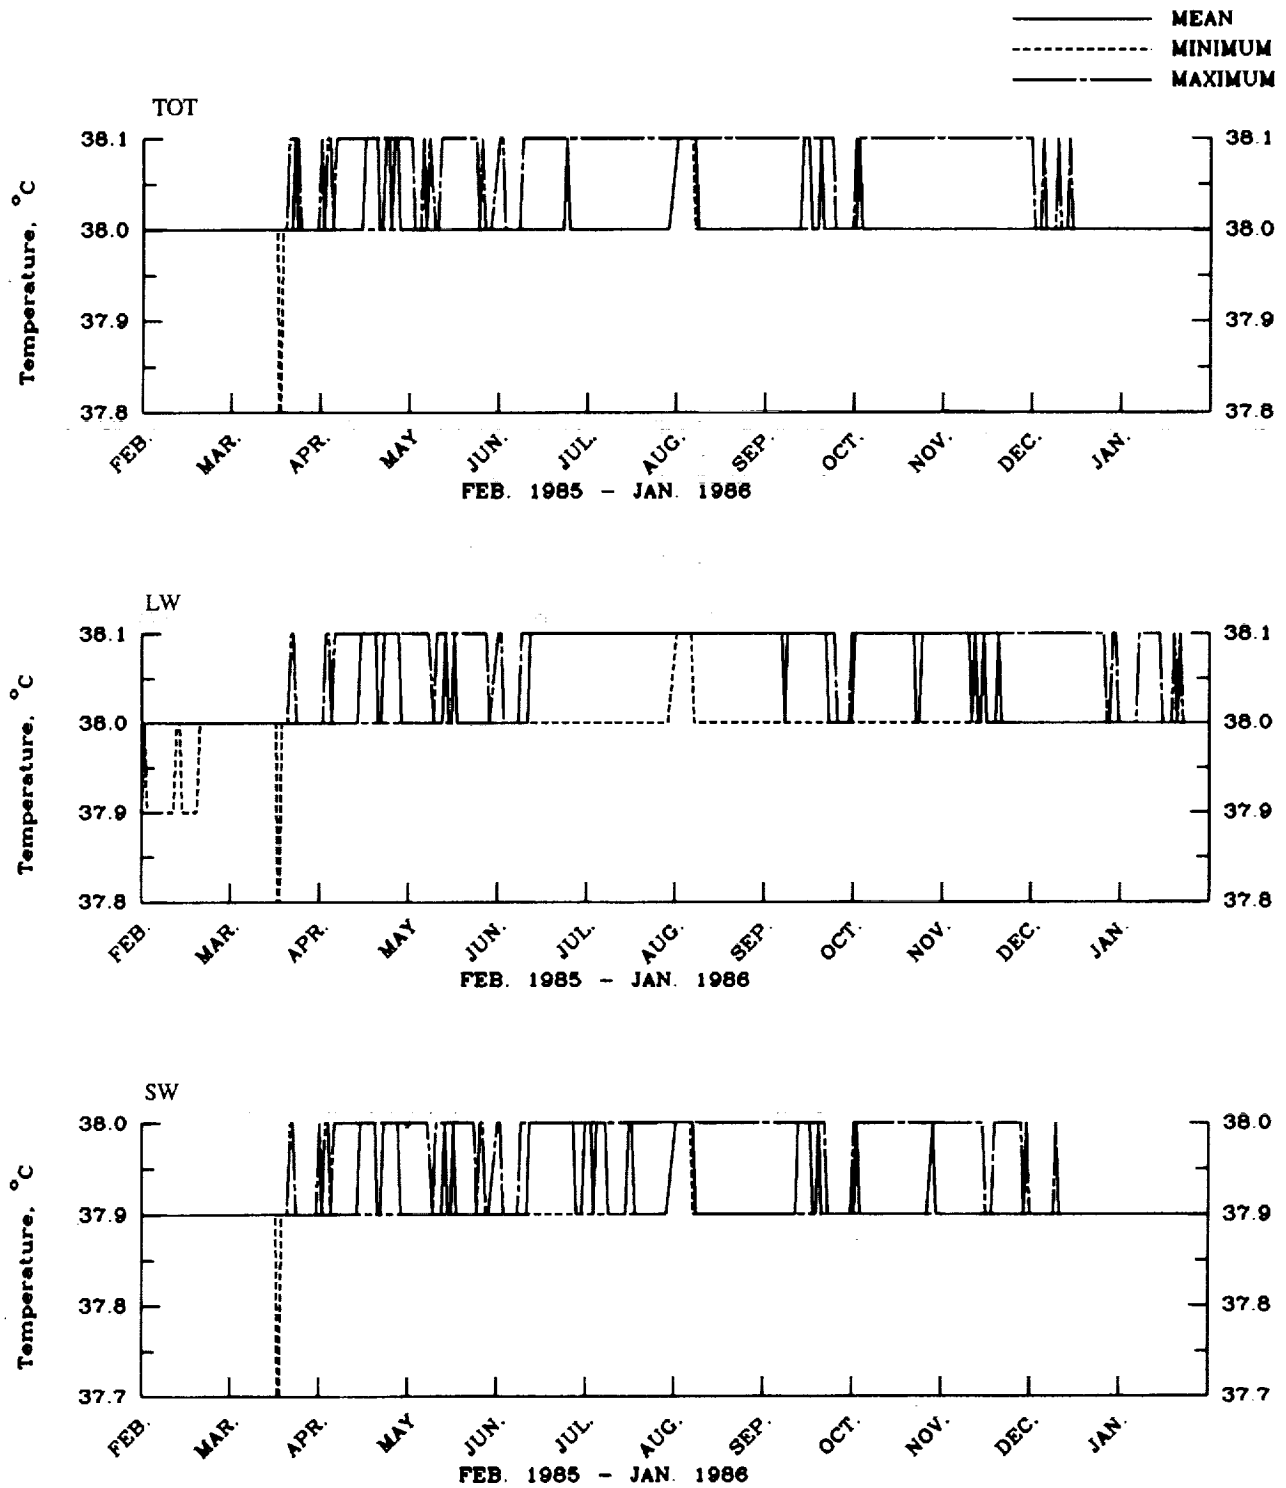 MEAN
MINIMUM
MAXIMUM
TOT
38.1 38.1
38.0 38.0
37.9 37.9
37.8 37.8
Temperature, °C
FEB. MAR. APR. MAY JUN. JUL. AUG. SEP. OCT. NOV. DEC. JAN.
FEB. 1985 - JAN. 1986
LW
38.1 38.1
38.0 38.0
37.9 37.9
37.8 37.8
Temperature, °C
FEB. MAR. APR. MAY JUN. JUL. AUG. SEP. OCT. NOV. DEC. JAN.
FEB. 1985 - JAN. 1986
SW
38.0 38.0
37.9 37.9
37.8 37.8
37.7 37.7
Temperature, °C
FEB. MAR. APR. MAY JUN. JUL. AUG. SEP. OCT. NOV. DEC. JAN.
FEB. 1985 - JAN. 1986